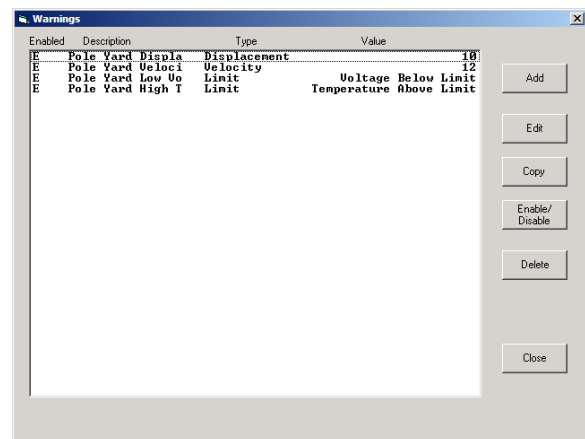 Warnings
Enabled Description Type Value
E Pole Yard Displa Displacement 10
E Pole Yard Veloci Velocity 12
E Pole Yard Low Vo Limit Voltage Below Limit
E Pole Yard High T Limit Temperature Above Limit
Add
Edit
Copy
Enable/
Disable
Delete
Close